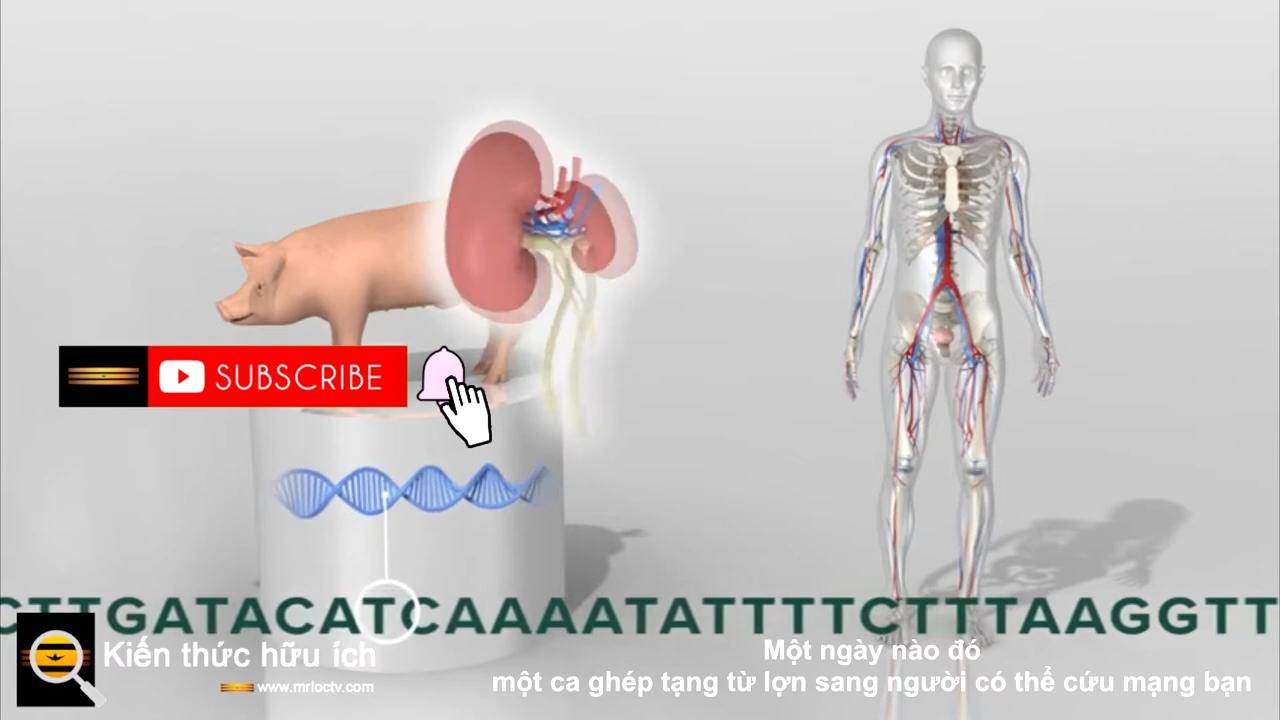 SUBSCRIBE
CTTGATACATCAAAATATTTTCTTTAAGGTT
Kiến thức hữu ích
www.mrloctv.com
Một ngày nào đó
một ca ghép tạng từ lợn sang người có thể cứu mạng bạn